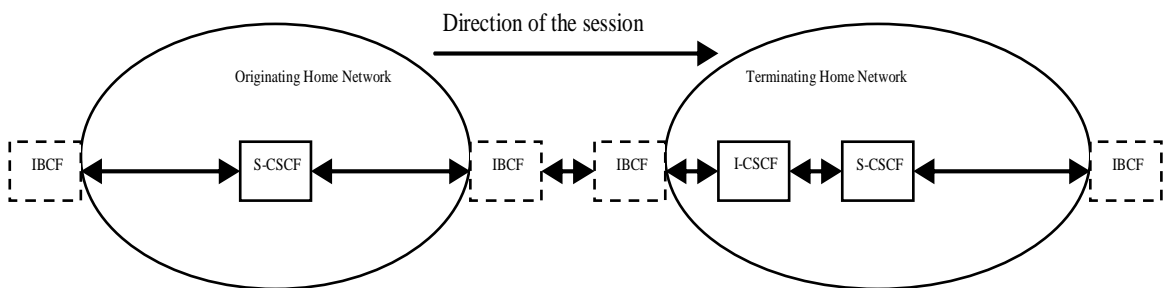 Direction of the session
Originating Home Network
Terminating Home Network
IBCF
S-CSCF
IBCF
IBCF
I-CSCF
S-CSCF
IBCF